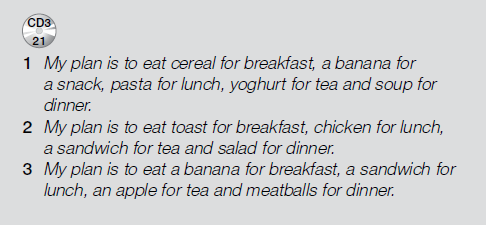 CD3
21
1 My plan is to eat cereal for breakfast, a banana for
a snack, pasta for lunch, yoghurt for tea and soup for
dinner.
2 My plan is to eat toast for breakfast, chicken for lunch,
a sandwich for tea and salad for dinner.
3 My plan is to eat a banana for breakfast, a sandwich for
lunch, an apple for tea and meatballs for dinner.